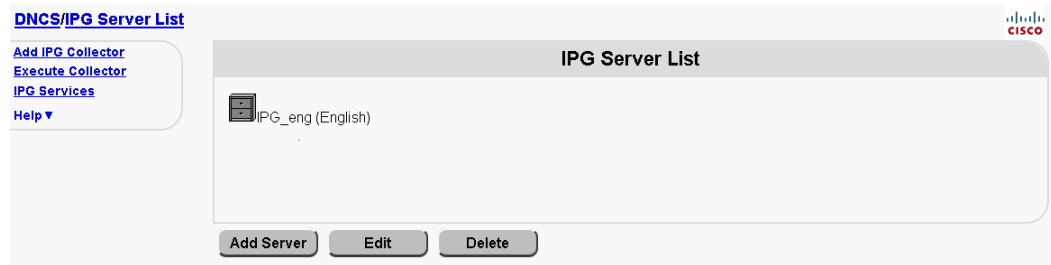 DNCS/IPG Server List
CISCO
Add IPG Collector
Execute Collector
IPG Services
Help▼
IPG Server List
IPG_eng (English)
Add Server
Edit
Delete